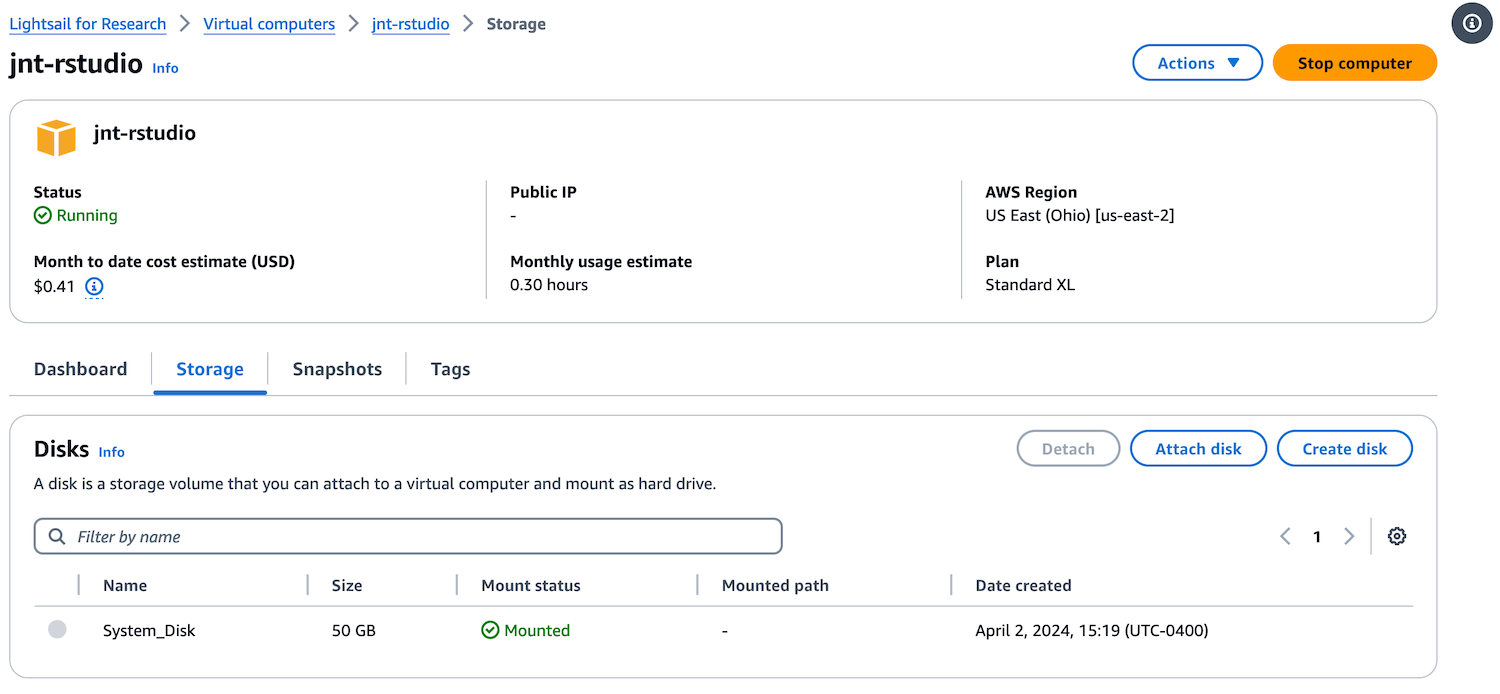 Lightsail for Research > Virtual computers > jnt-rstudio > Storage
jnt-rstudio Info
Actions ▼ Stop computer
jnt-rstudio
Status Public IP AWS Region
Running - US East (Ohio) [us-east-2]
Month to date cost estimate (USD) Monthly usage estimate Plan
$0.41 0.30 hours Standard XL
Dashboard Storage Snapshots Tags
Disks Info Detach Attach disk Create disk
A disk is a storage volume that you can attach to a virtual computer and mount as hard drive.
Filter by name 1
Name Size Mount status Mounted path Date created
System_Disk 50 GB Mounted - April 2, 2024, 15:19 (UTC-0400)